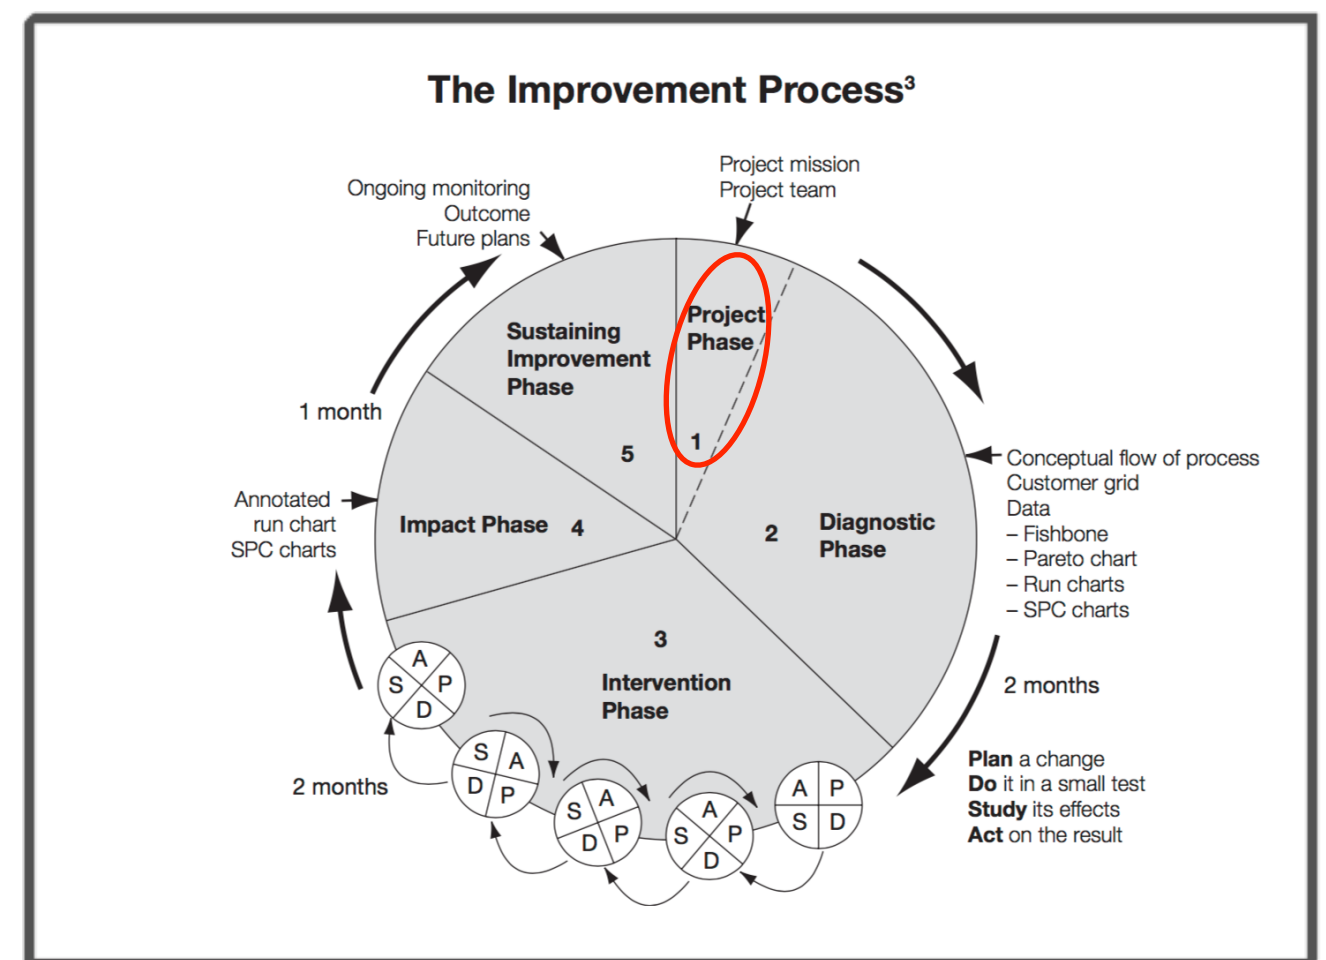 The Improvement Process³
Project mission
Project team
Ongoing monitoring
Outcome
Future plans
Project
Phase
1
Sustaining
Improvement
Phase
5
1 month
Conceptual flow of process
Customer grid
Data
– Fishbone
– Pareto chart
– Run charts
– SPC charts
2
Diagnostic
Phase
Annotated
run chart
SPC charts
Impact Phase 4
3
Intervention
Phase
2 months
Plan a change
Do it in a small test
Study its effects
Act on the result
2 months
A
S P
D
S A
D P
S A
D P
A
S P
D
A P
S D